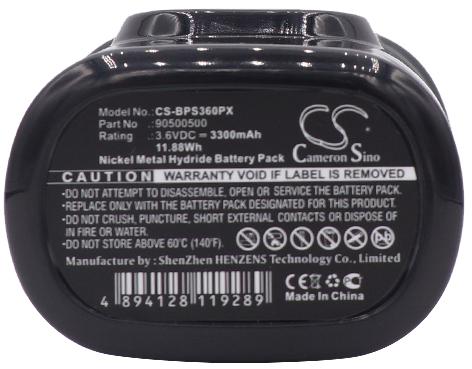 Model No.: CS-BPS360PX
Part No. : 90500500
Rating : 3.6VDC⎓ 3300mAh
11.88Wh
Nickel Metal Hydride Battery Pack
CS
Cameron Sino
CAUTION WARRANTY VOID IF LABEL IS REMOVED
•DO NOT ATTEMPT TO DISASSEMBLE, OPEN OR SERVICE.
•REPLACE ONLY WITH THE BATTERY PACK DESIGNATED FOR THIS PRODUCT.
•DO NOT CRUSH, PUNCTURE, SHORT EXTERNAL CONTACTS OR DISPOSE OF
IN FIRE OR WATER.
•DO NOT STORE ABOVE 60℃ (140℉).
Manufacture by : ShenZhen HENZENS Technology Co., Limited
4 894128 119289
CE
Made In China